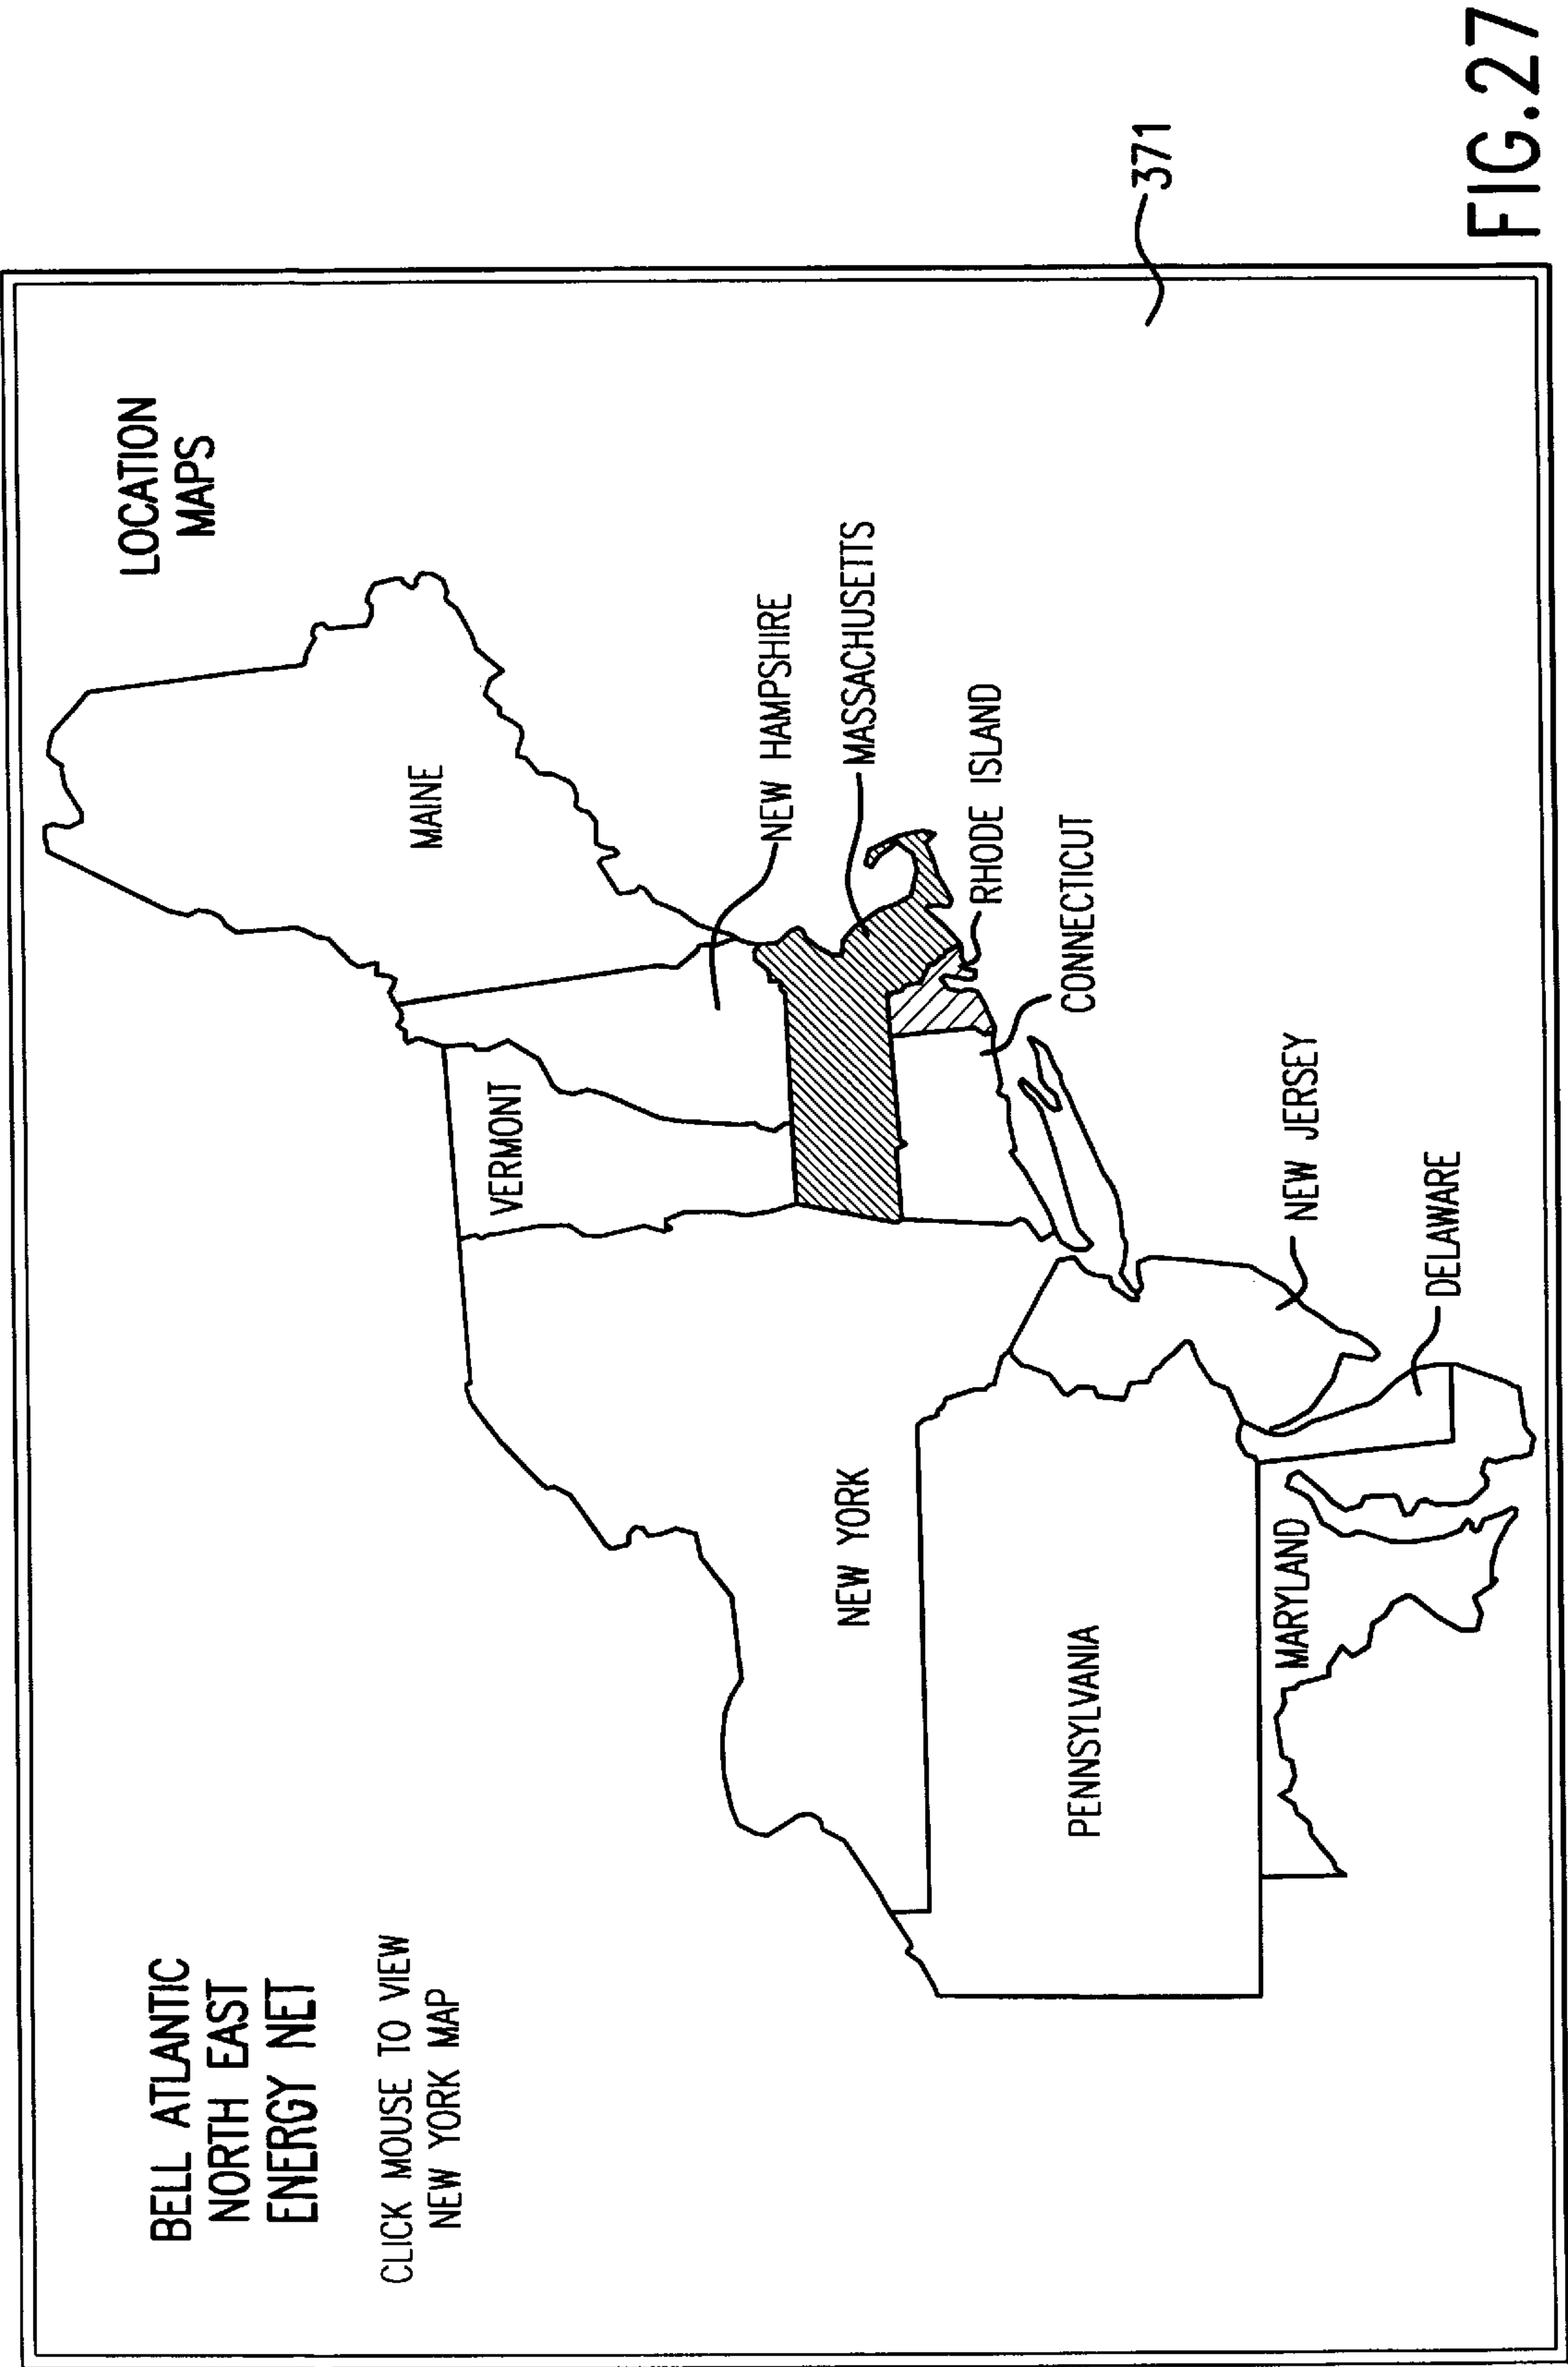 BELL ATLANTIC
NORTH EAST
ENERGY NET
CLICK MOUSE TO VIEW
NEW YORK MAP
LOCATION
MAPS
MAINE
VERMONT
NEW HAMPSHIRE
MASSACHUSETTS
NEW YORK
RHODE ISLAND
CONNECTICUT
PENNSYLVANIA
NEW JERSEY
MARYLAND
DELAWARE
371
FIG.27